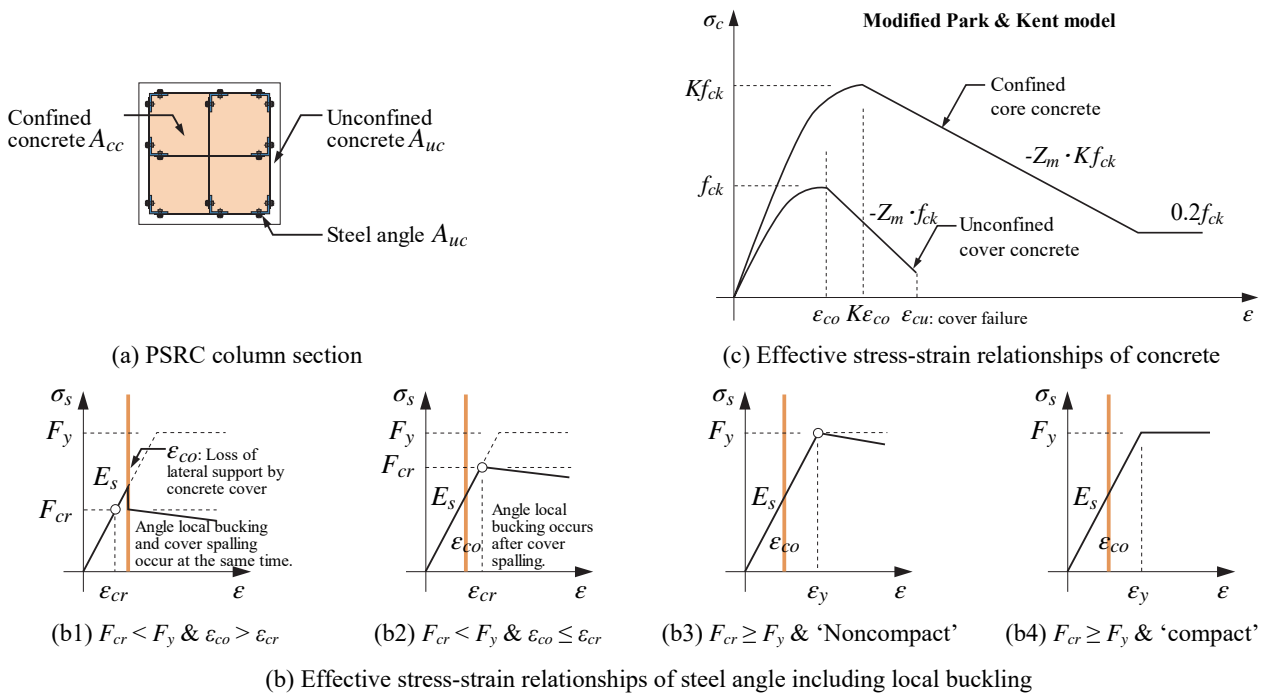 Confined
concrete A_cc
Unconfined
concrete A_uc
Steel angle A_uc
(a) PSRC column section
σ_c
Modified Park & Kent model
Kf_ck
Confined
core concrete
-Z_m · Kf_ck
f_ck
-Z_m · f_ck
0.2f_ck
Unconfined
cover concrete
ε_co Kε_co ε_cu: cover failure
ε
(c) Effective stress-strain relationships of concrete
σ_s
F_y
ε_co: Loss of
lateral support by
concrete cover
E_s
F_cr
Angle local bucking
and cover spalling
occur at the same time.
ε_cr
ε
(b1) F_cr < F_y & ε_co > ε_cr
σ_s
F_y
F_cr
E_s
ε_co
Angle local
bucking occurs
after cover
spalling.
ε_cr
ε
(b2) F_cr < F_y & ε_co ≤ ε_cr
σ_s
F_y
E_s
ε_co
ε_y
ε
(b3) F_cr ≥ F_y & ‘Noncompact’
σ_s
F_y
E_s
ε_co
ε_y
ε
(b4) F_cr ≥ F_y & ‘compact’
(b) Effective stress-strain relationships of steel angle including local buckling